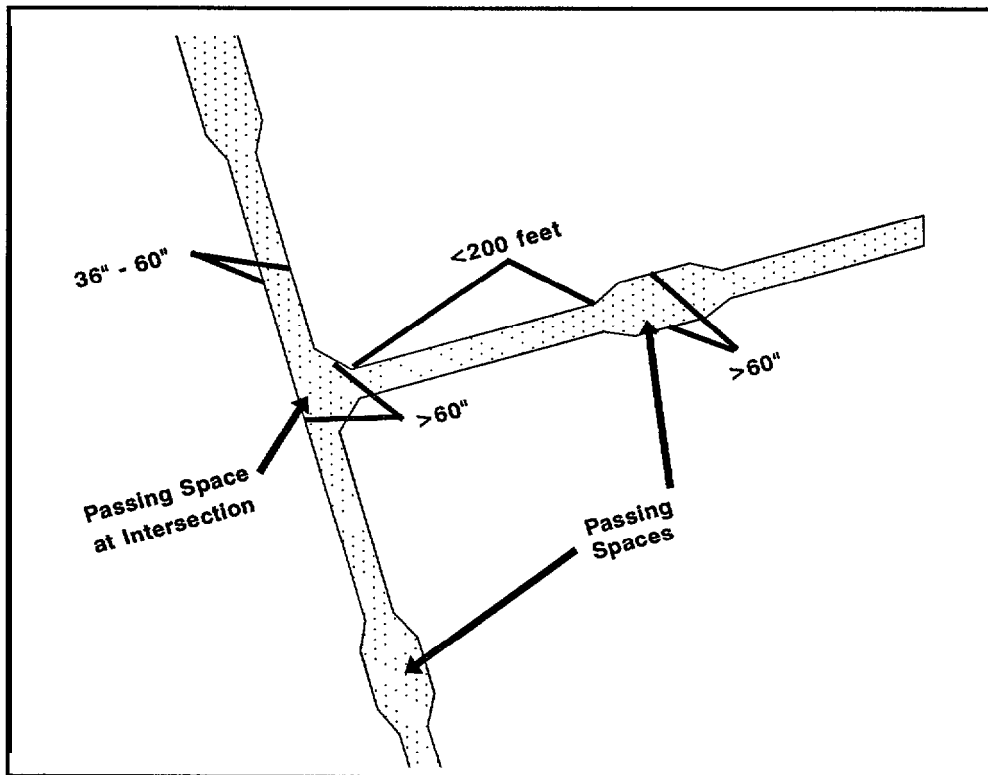 36" - 60"
<200 feet
>60"
>60"
Passing Space
at Intersection
Passing
Spaces